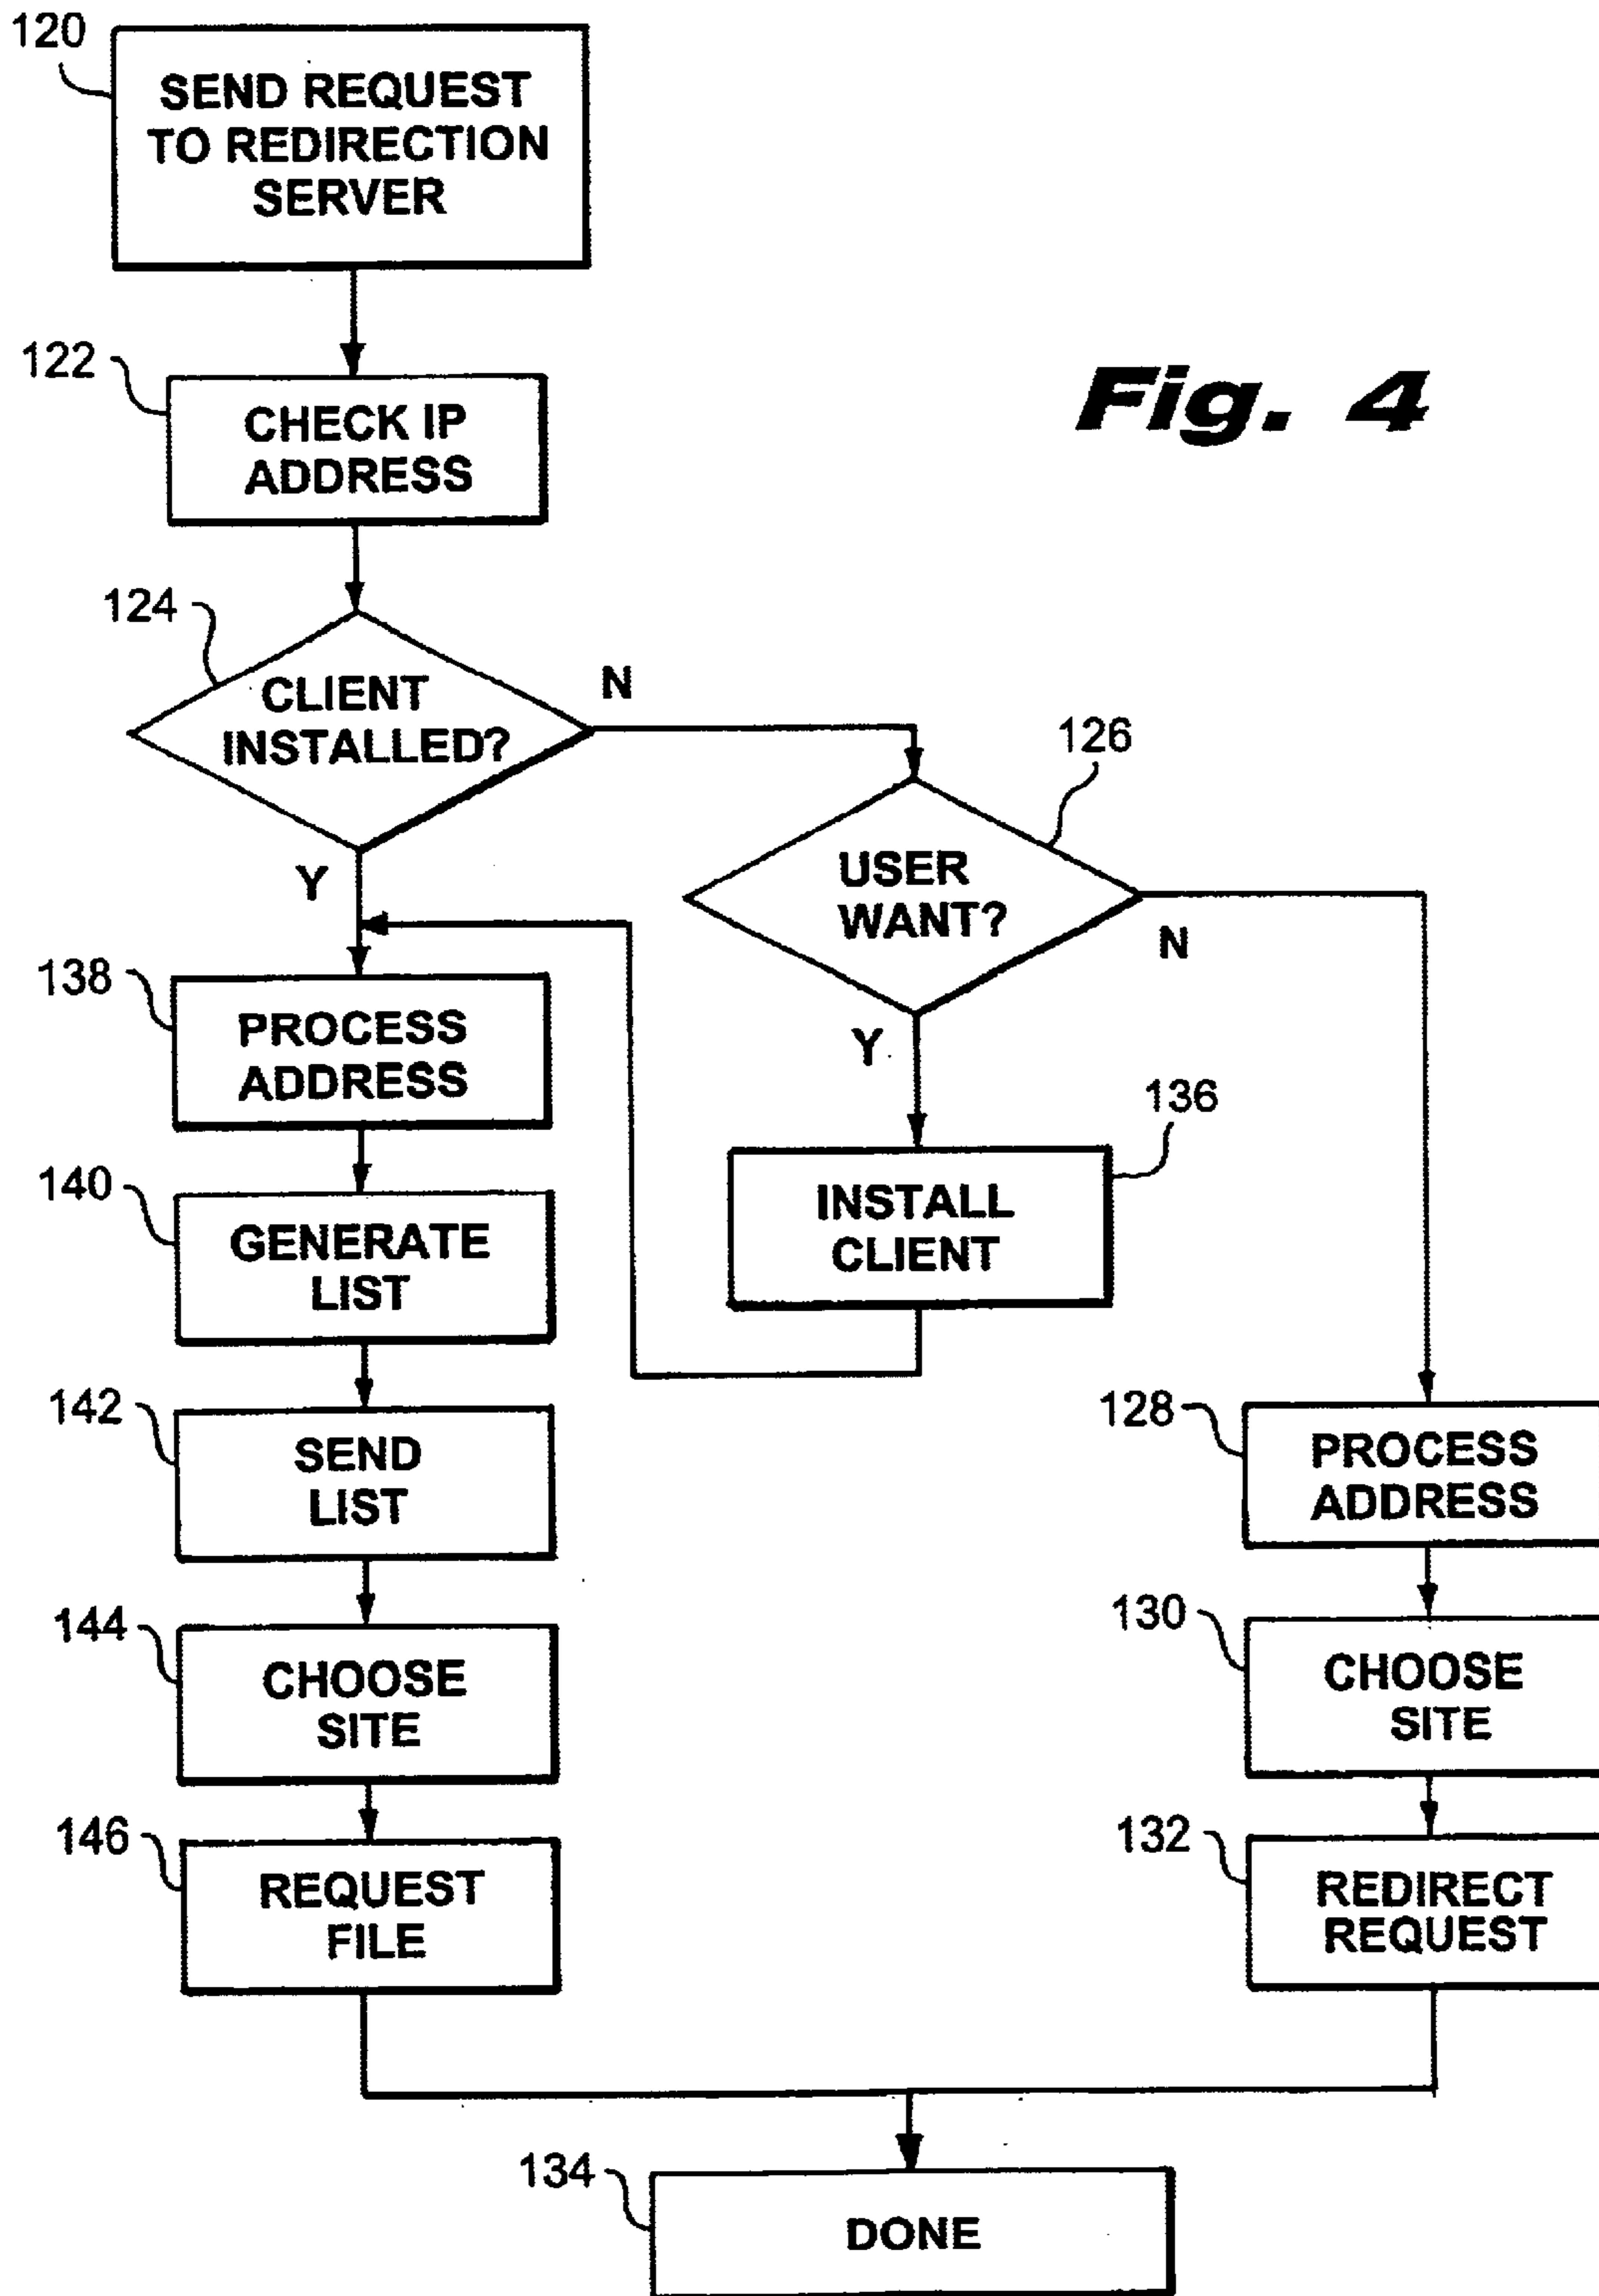 120
SEND REQUEST
TO REDIRECTION
SERVER
122
CHECK IP
ADDRESS
Fig. 4
124
CLIENT
INSTALLED?
N
Y
126
USER
WANT?
N
Y
138
PROCESS
ADDRESS
136
INSTALL
CLIENT
140
GENERATE
LIST
142
SEND
LIST
128
PROCESS
ADDRESS
144
CHOOSE
SITE
130
CHOOSE
SITE
146
REQUEST
FILE
132
REDIRECT
REQUEST
134
DONE